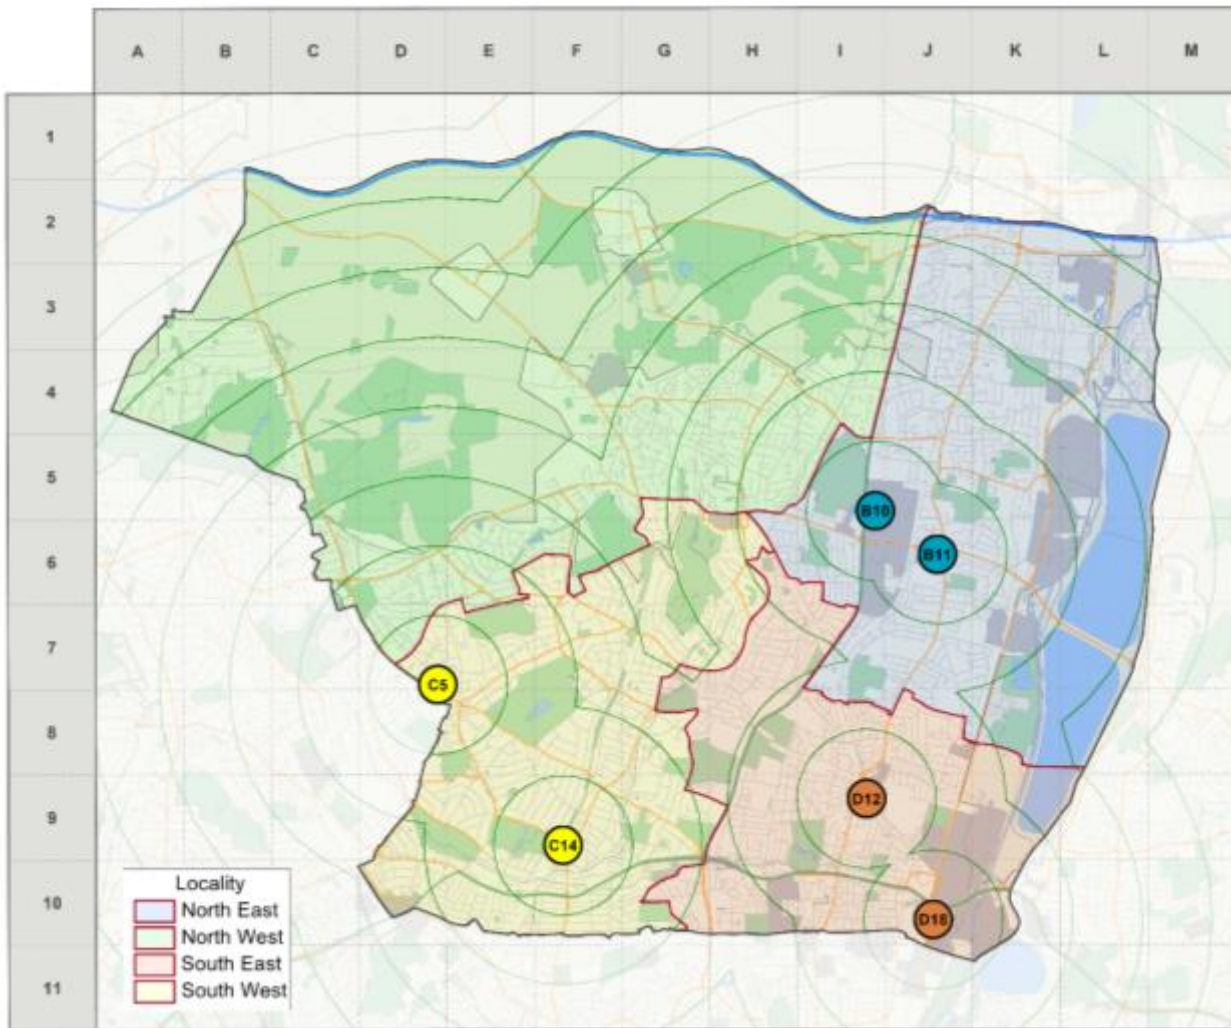 A B C D E F G H I J K L M
1
2
3
4
5
B10
B11
6
7
C5
8
D12
9
C14
Locality
North East
10
D18
North West
South East
South West
11